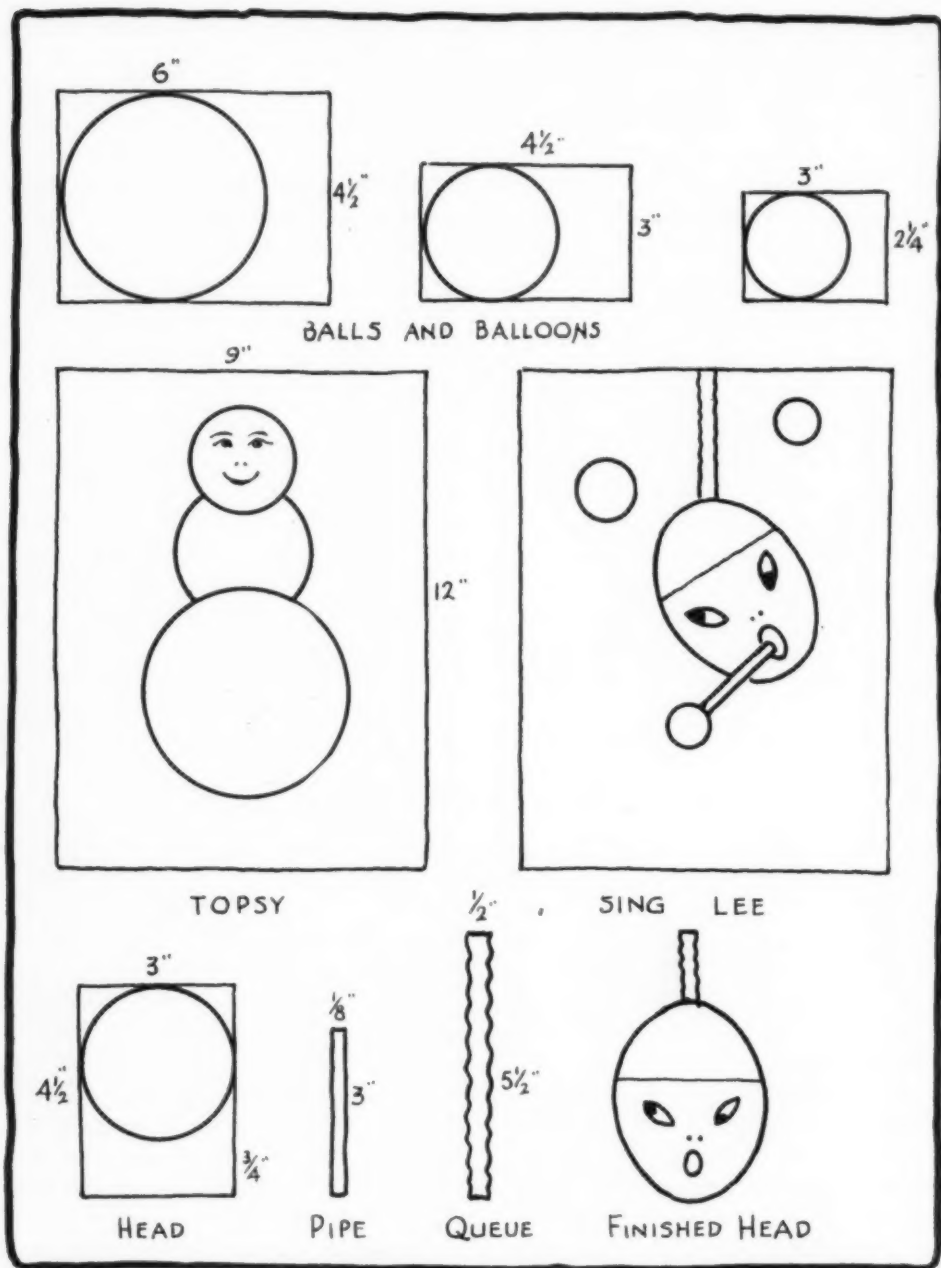 6"
4½"
4½"
3"
3"
2¼"
BALLS AND BALLOONS
9"
12"
TOPSY
SING LEE
3"
4½"
¾"
HEAD
⅛"
3"
PIPE
½"
5½"
QUEUE
FINISHED HEAD